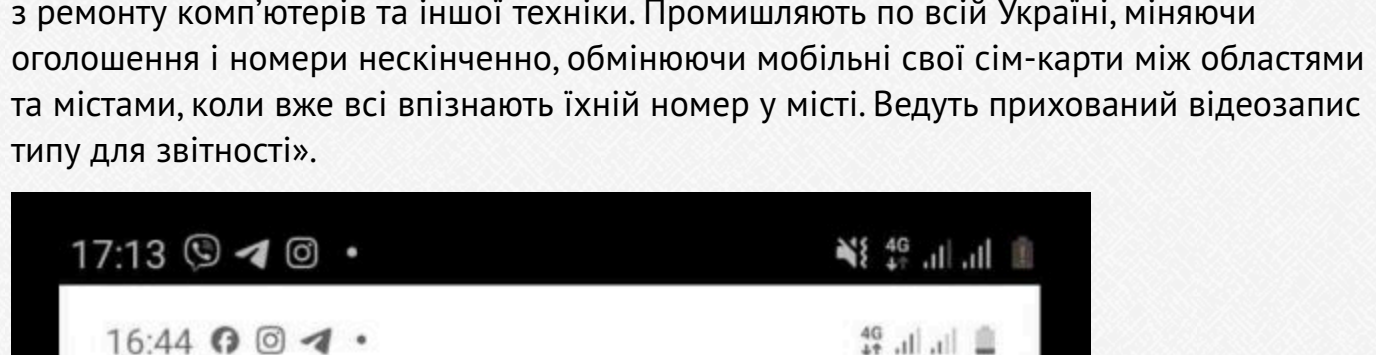 з ремонту комп’ютерів та іншої техніки. Промишляють по всій Україні, міняючи
оголошення і номери нескінченно, обмінюючи мобільні свої сім-карти між областями
та містами, коли вже всі впізнають їхній номер у місті. Ведуть прихований відеозапис
типу для звітності».
17:13 4G
16:44 4G